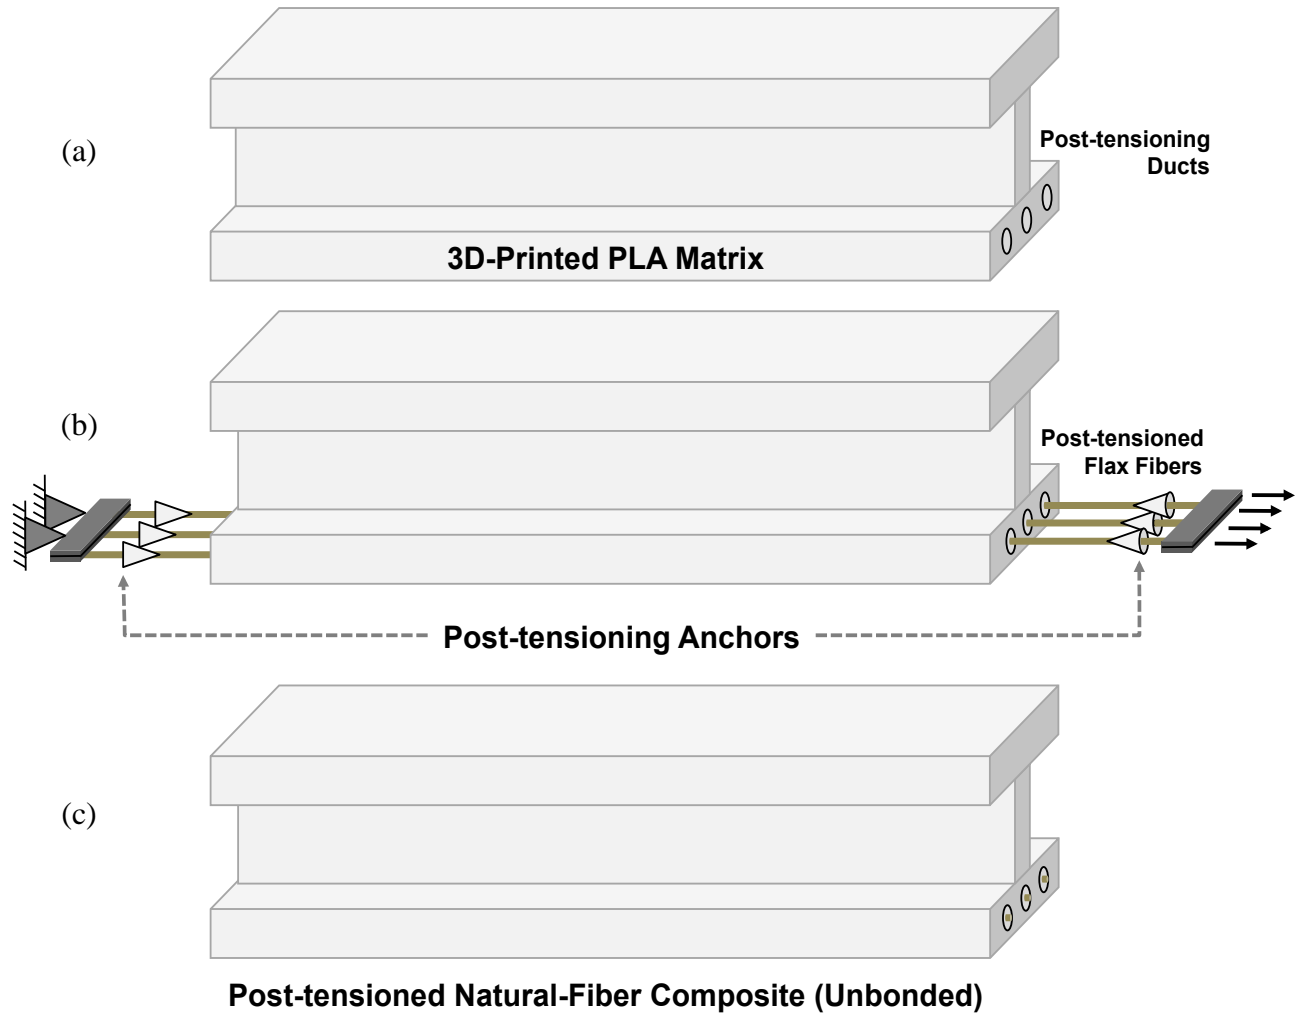 (a)
Post-tensioning
Ducts
3D-Printed PLA Matrix
(b)
Post-tensioned
Flax Fibers
Post-tensioning Anchors
(c)
Post-tensioned Natural-Fiber Composite (Unbonded)